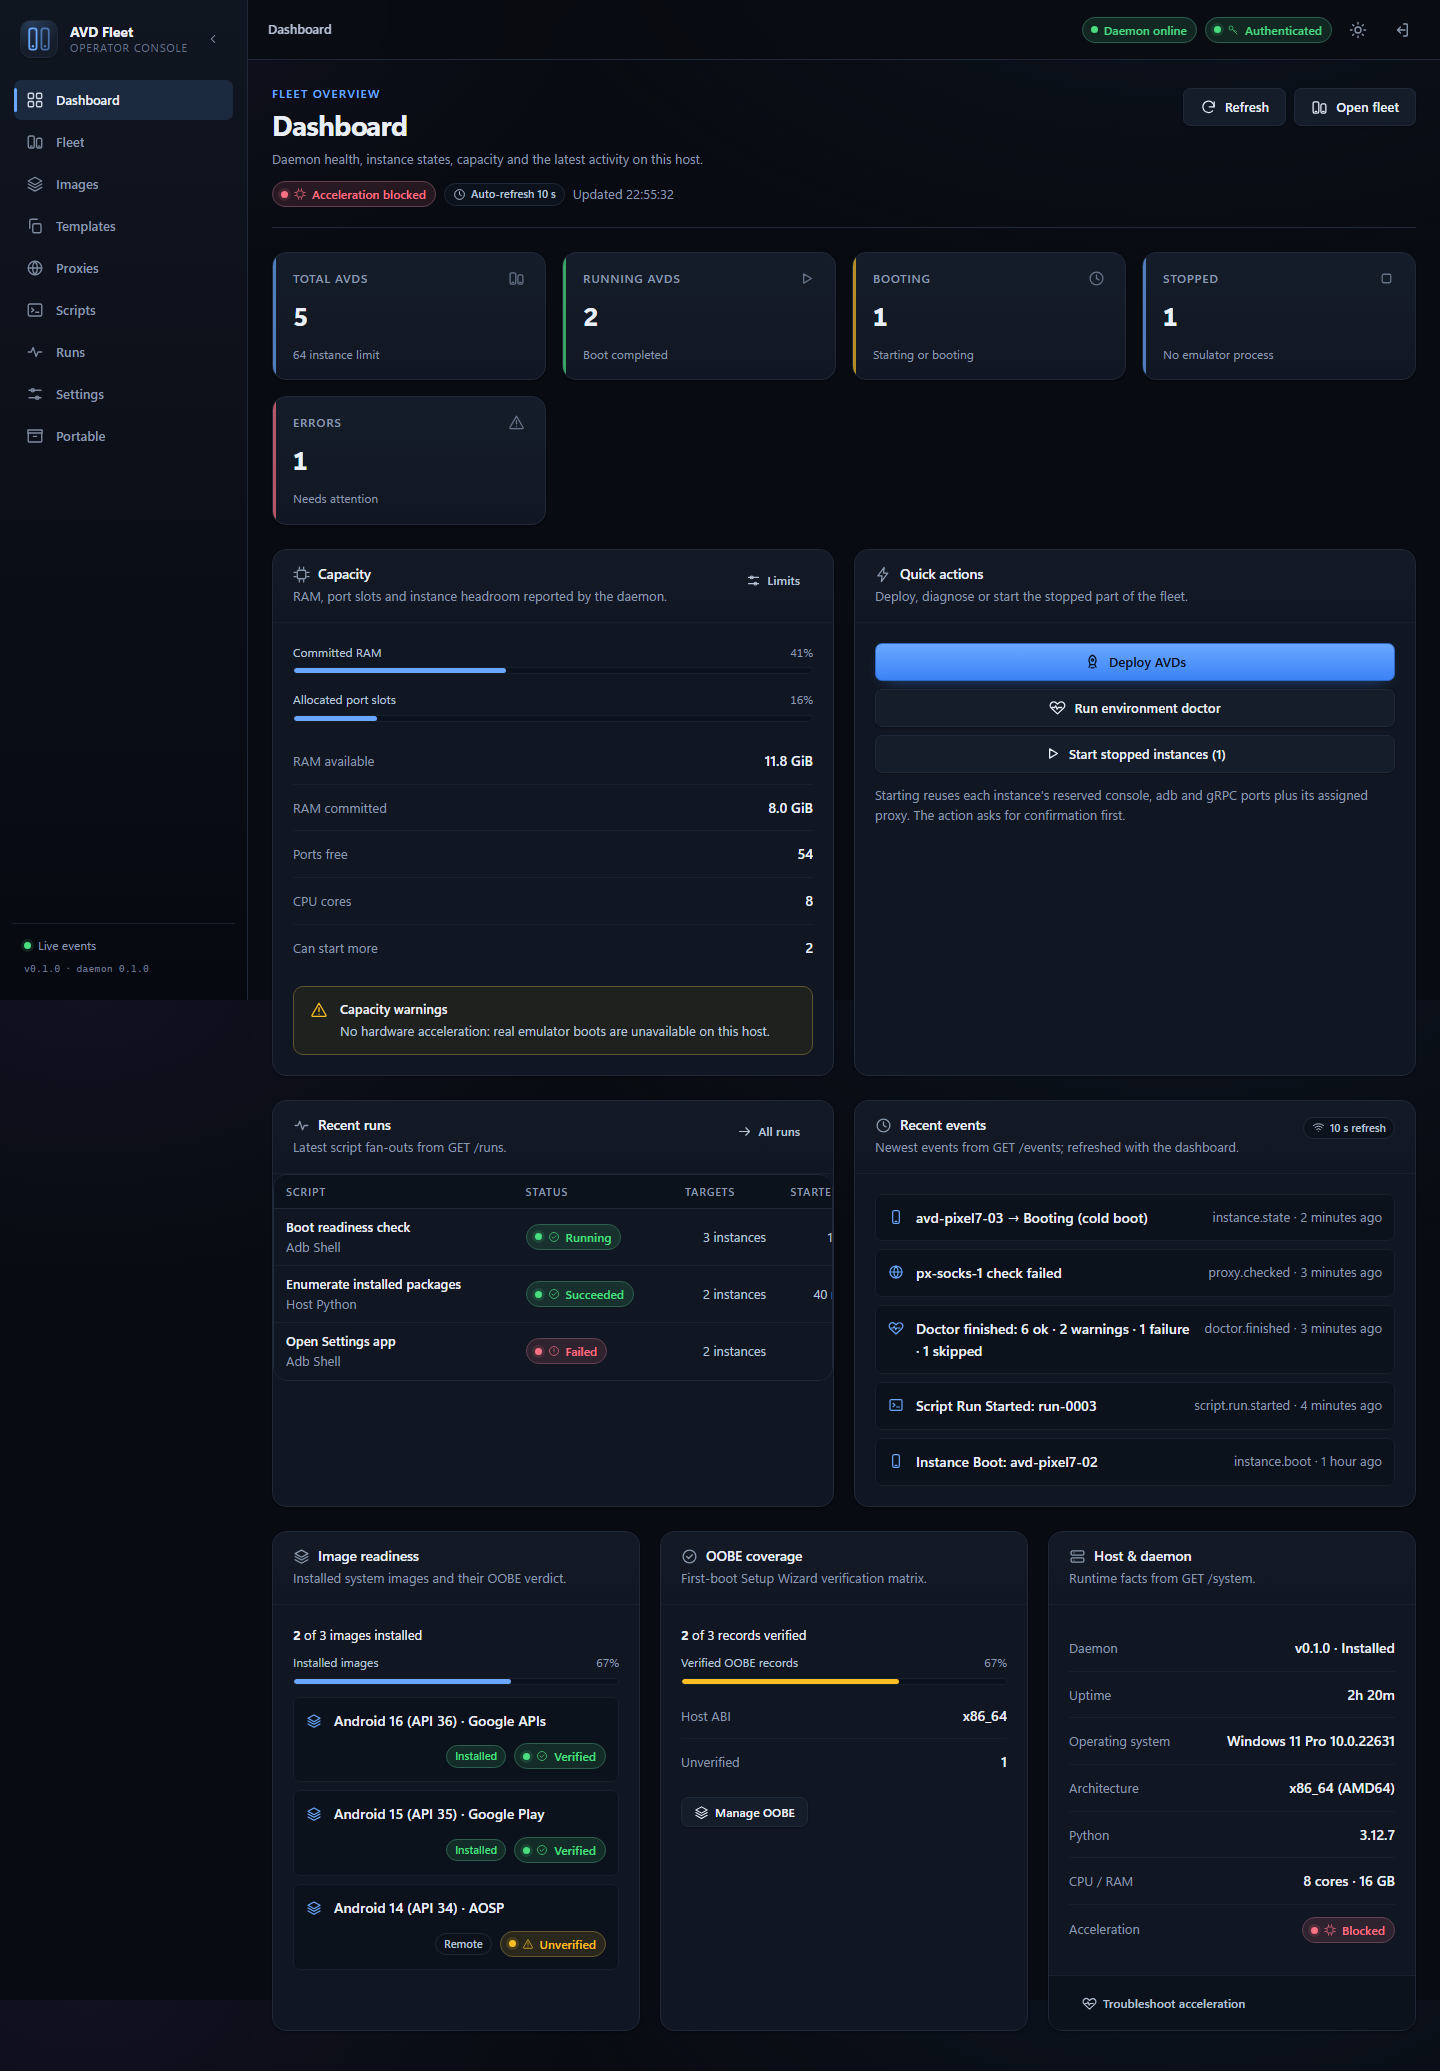 AVD Fleet
OPERATOR CONSOLE
Dashboard
Fleet
Images
Templates
Proxies
Scripts
Runs
Settings
Portable
Live events
v0.1.0 · daemon 0.1.0
Dashboard
Daemon online
Authenticated
FLEET OVERVIEW
Dashboard
Daemon health, instance states, capacity and the latest activity on this host.
Acceleration blocked
Auto-refresh 10 s
Updated 22:55:32
Refresh
Open fleet
TOTAL AVDS
5
64 instance limit
RUNNING AVDS
2
Boot completed
BOOTING
1
Starting or booting
STOPPED
1
No emulator process
ERRORS
1
Needs attention
Capacity
RAM, port slots and instance headroom reported by the daemon.
Limits
Committed RAM 41%
Allocated port slots 16%
RAM available 11.8 GiB
RAM committed 8.0 GiB
Ports free 54
CPU cores 8
Can start more 2
Capacity warnings
No hardware acceleration: real emulator boots are unavailable on this host.
Quick actions
Deploy, diagnose or start the stopped part of the fleet.
Deploy AVDs
Run environment doctor
Start stopped instances (1)
Starting reuses each instance's reserved console, adb and gRPC ports plus its assigned
proxy. The action asks for confirmation first.
Recent runs
Latest script fan-outs from GET /runs.
All runs
SCRIPT STATUS TARGETS STARTE
Boot readiness check
Adb Shell
Running
3 instances
1
Enumerate installed packages
Host Python
Succeeded
2 instances
40
Open Settings app
Adb Shell
Failed
2 instances
Recent events
Newest events from GET /events; refreshed with the dashboard.
10 s refresh
avd-pixel7-03 → Booting (cold boot) instance.state · 2 minutes ago
px-socks-1 check failed proxy.checked · 3 minutes ago
Doctor finished: 6 ok · 2 warnings · 1 failure doctor.finished · 3 minutes ago
· 1 skipped
Script Run Started: run-0003 script.run.started · 4 minutes ago
Instance Boot: avd-pixel7-02 instance.boot · 1 hour ago
Image readiness
Installed system images and their OOBE verdict.
2 of 3 images installed
Installed images 67%
Android 16 (API 36) · Google APIs
Installed Verified
Android 15 (API 35) · Google Play
Installed Verified
Android 14 (API 34) · AOSP
Remote Unverified
OOBE coverage
First-boot Setup Wizard verification matrix.
2 of 3 records verified
Verified OOBE records 67%
Host ABI x86_64
Unverified 1
Manage OOBE
Host & daemon
Runtime facts from GET /system.
Daemon v0.1.0 · Installed
Uptime 2h 20m
Operating system Windows 11 Pro 10.0.22631
Architecture x86_64 (AMD64)
Python 3.12.7
CPU / RAM 8 cores · 16 GB
Acceleration Blocked
Troubleshoot acceleration